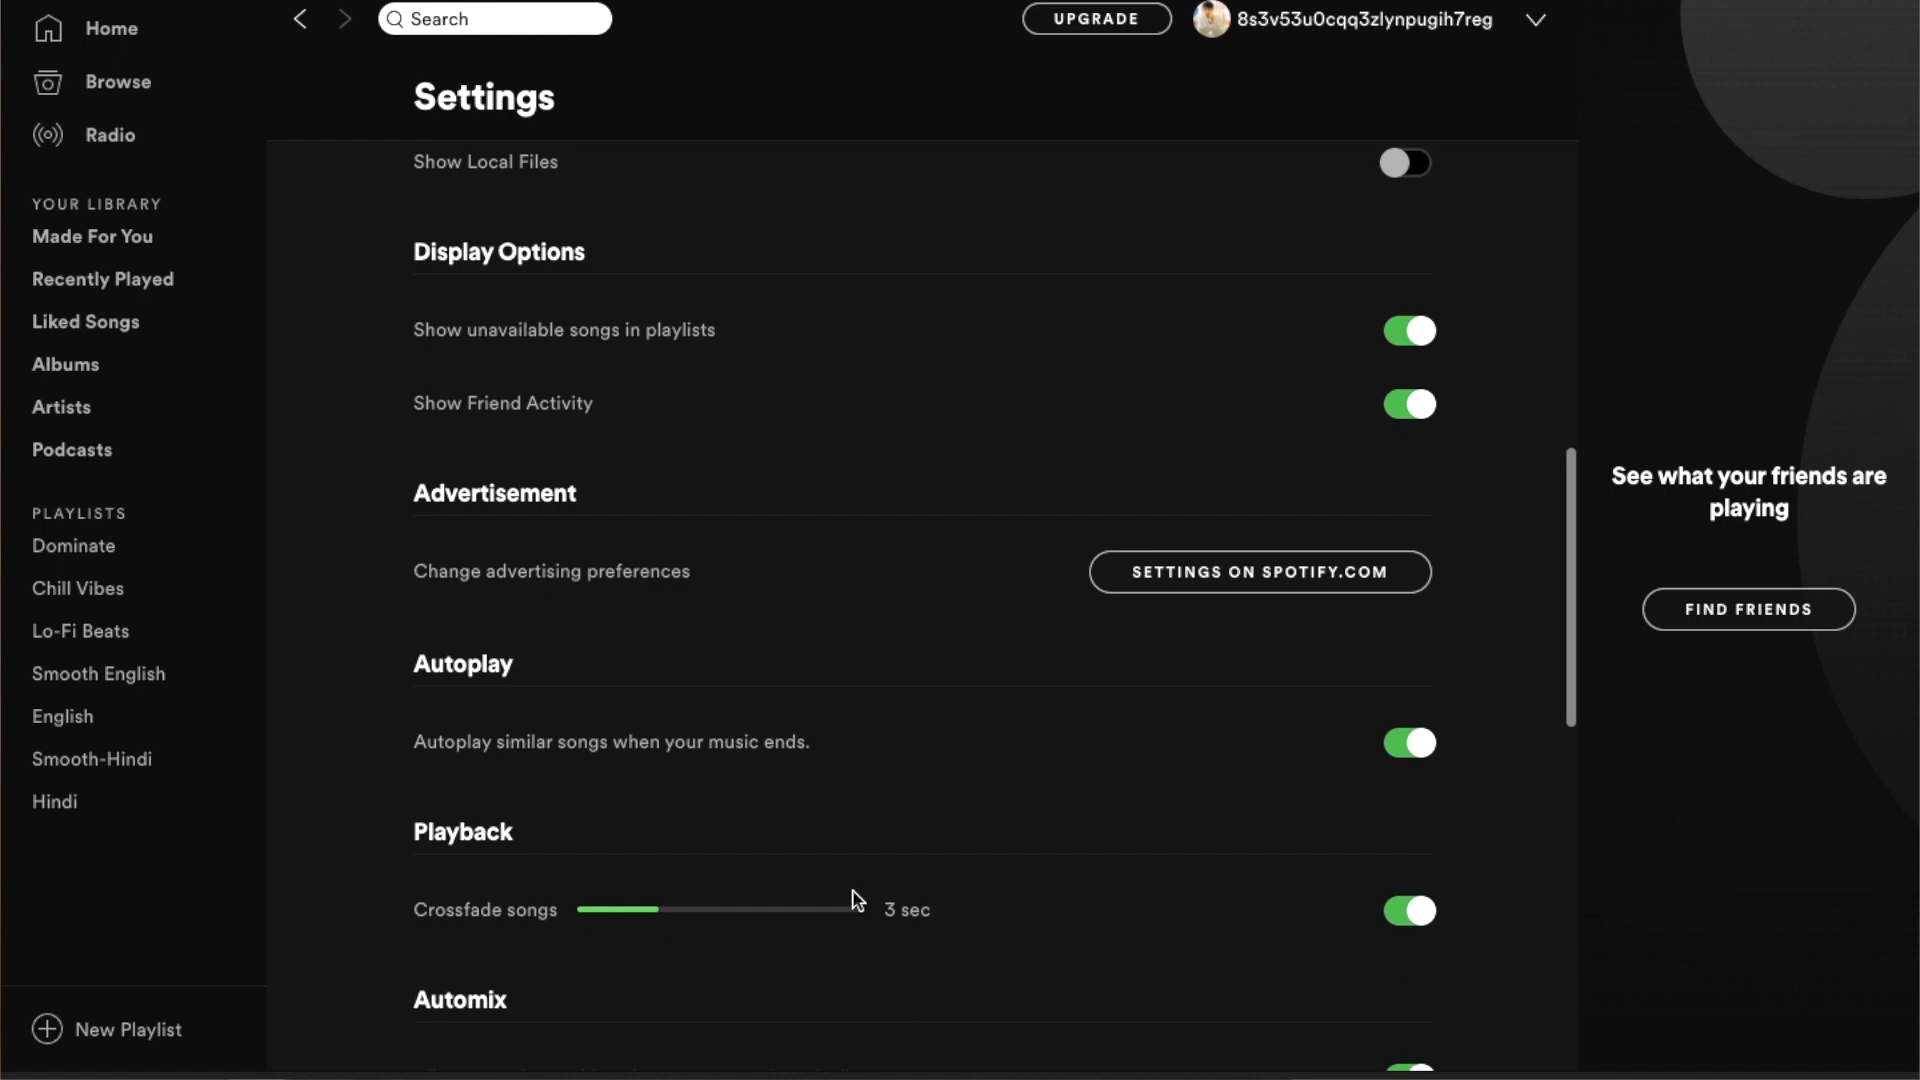 Home
Browse
Radio
YOUR LIBRARY
Made For You
Recently Played
Liked Songs
Albums
Artists
Podcasts
PLAYLISTS
Dominate
Chill Vibes
Lo-Fi Beats
Smooth English
English
Smooth-Hindi
Hindi
New Playlist
Search
UPGRADE
8s3v53u0cqq3zlynpugih7reg
Settings
Show Local Files
Display Options
Show unavailable songs in playlists
Show Friend Activity
Advertisement
Change advertising preferences
SETTINGS ON SPOTIFY.COM
Autoplay
Autoplay similar songs when your music ends.
Playback
Crossfade songs
3 sec
Automix
See what your friends are
playing
FIND FRIENDS